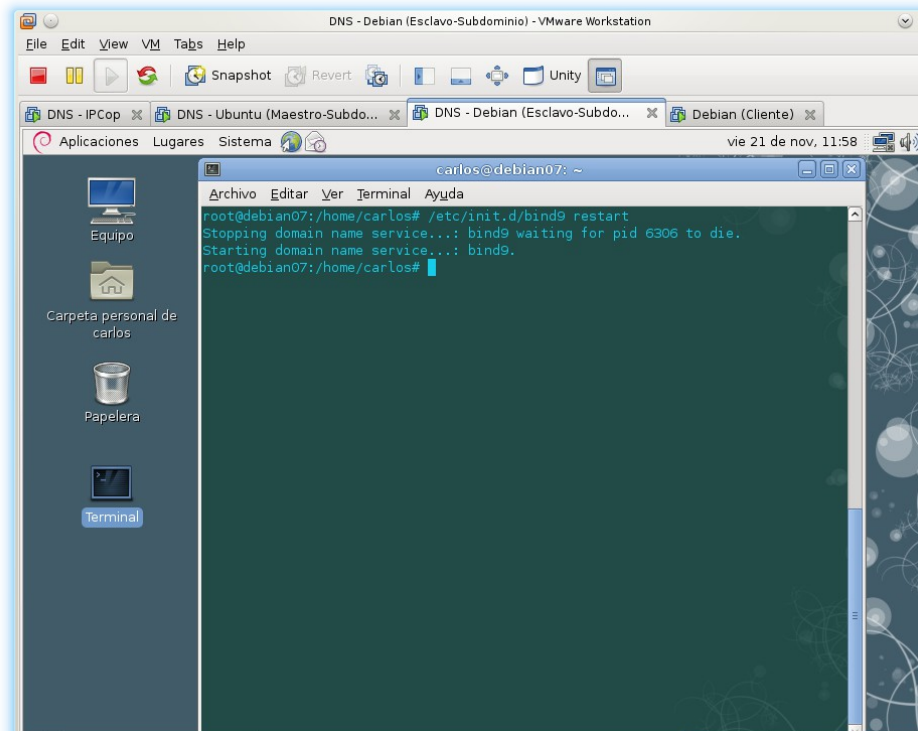 DNS - Debian (Esclavo-Subdominio) - VMware Workstation
File Edit View VM Tabs Help
Snapshot Revert Unity
DNS - IPCop DNS - Ubuntu (Maestro-Subdo... DNS - Debian (Esclavo-Subdo... Debian (Cliente)
Aplicaciones Lugares Sistema vie 21 de nov, 11:58
carlos@debian07: ~
Archivo Editar Ver Terminal Ayuda
root@debian07:/home/carlos# /etc/init.d/bind9 restart
Stopping domain name service...: bind9 waiting for pid 6306 to die.
Starting domain name service...: bind9.
root@debian07:/home/carlos#
Equipo
Carpeta personal de
carlos
Papelera
Terminal